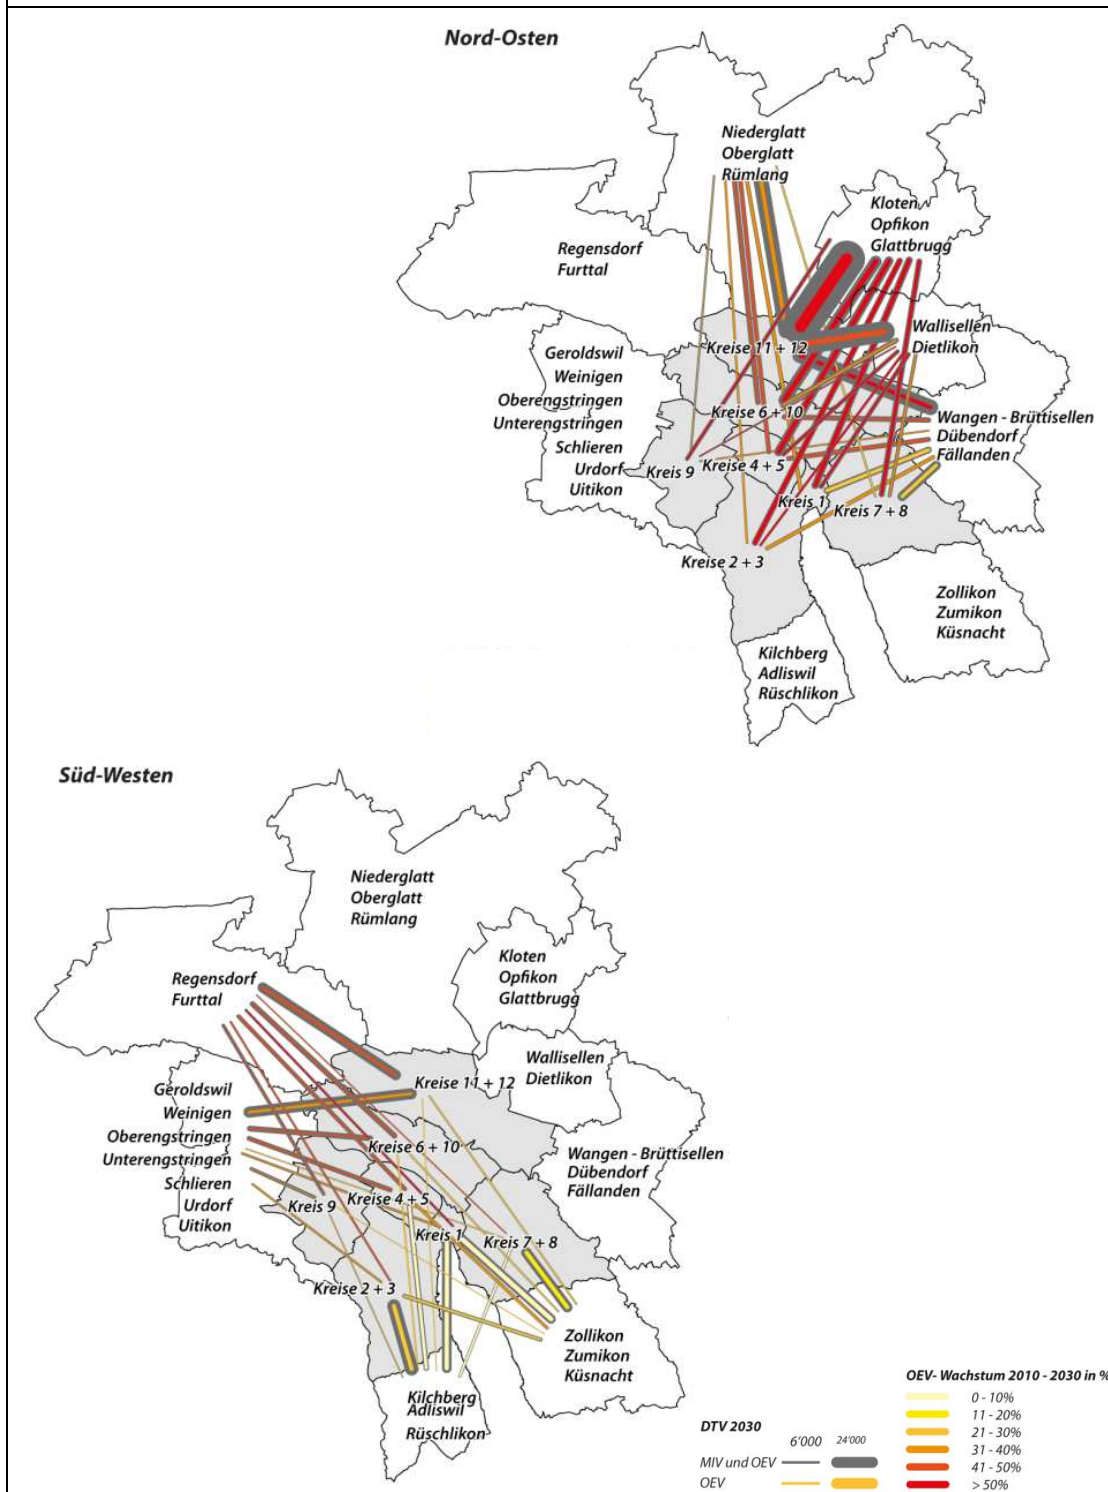 Nord-Osten
Niederglatt
Oberglatt
Rümlang
Kloten
Opfikon
Glattbrugg
Regensdorf
Furttal
Wallisellen
Dietlikon
Kreise 11 + 12
Geroldswil
Weinigen
Oberengstringen
Unterengstringen
Schlieren
Urdorf
Uitikon
Kreise 6 + 10
Wangen - Brüttisellen
Dübendorf
Fällanden
Kreis 9
Kreise 4 + 5
Kreis 1
Kreis 7 + 8
Kreise 2 + 3
Zollikon
Zumikon
Küsnacht
Kilchberg
Adliswil
Rüschlikon
Süd-Westen
Niederglatt
Oberglatt
Rümlang
Kloten
Opfikon
Glattbrugg
Regensdorf
Furttal
Wallisellen
Dietlikon
Kreise 11 + 12
Geroldswil
Weinigen
Oberengstringen
Unterengstringen
Schlieren
Urdorf
Uitikon
Kreise 6 + 10
Wangen - Brüttisellen
Dübendorf
Fällanden
Kreis 9
Kreise 4 + 5
Kreis 1
Kreis 7 + 8
Kreise 2 + 3
Zollikon
Zumikon
Küsnacht
Kilchberg
Adliswil
Rüschlikon
DTV 2030
6'000 24'000
MIV und OEV
OEV
OEV- Wachstum 2010 - 2030 in %
0 - 10%
11 - 20%
21 - 30%
31 - 40%
41 - 50%
> 50%